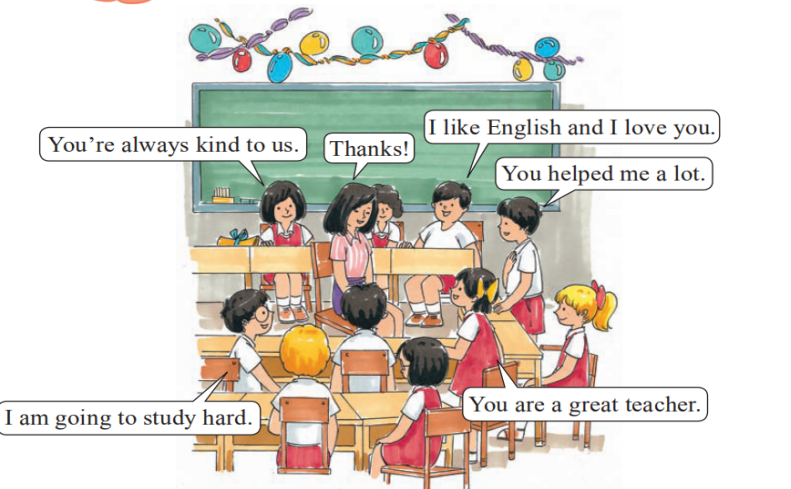 I like English and I love you.
You're always kind to us.
Thanks!
You helped me a lot.
You are a great teacher.
I am going to study hard.